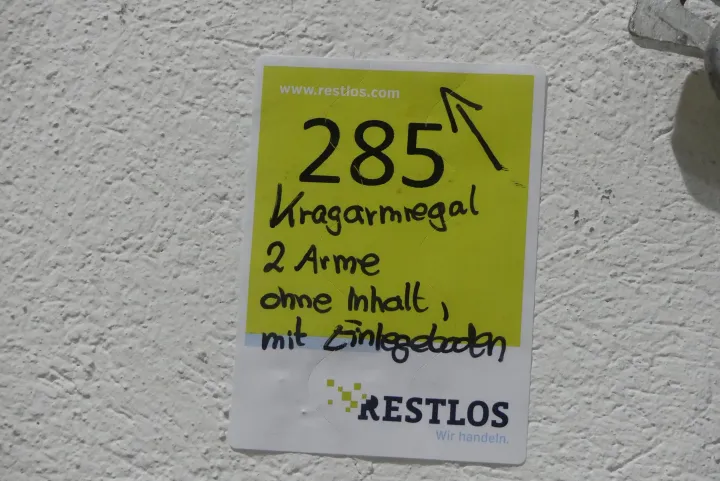 www.restlos.com
285
Kragarmregal
2 Arme
ohne Inhalt,
mit Einlegeboden
RESTLOS
Wir handeln.